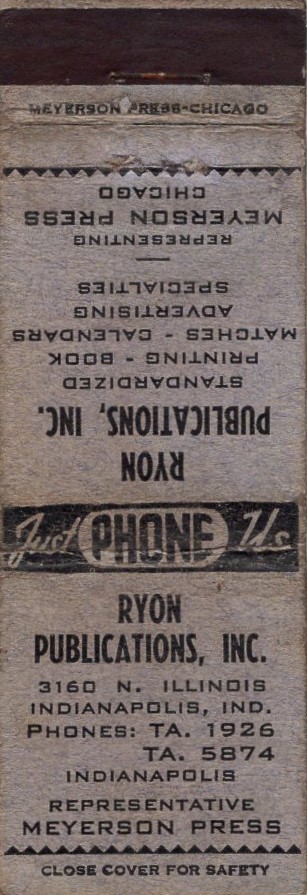 MEYERSON PRESS-CHICAGO
RYON
PUBLICATIONS, INC.
STANDARDIZED
PRINTING - BOOK
MATCHES - CALENDARS
ADVERTISING
SPECIALTIES
REPRESENTING
MEYERSON PRESS
CHICAGO
Just PHONE Us
RYON
PUBLICATIONS, INC.
3160 N. ILLINOIS
INDIANAPOLIS, IND.
PHONES: TA. 1926
TA. 5874
INDIANAPOLIS
REPRESENTATIVE
MEYERSON PRESS
CLOSE COVER FOR SAFETY